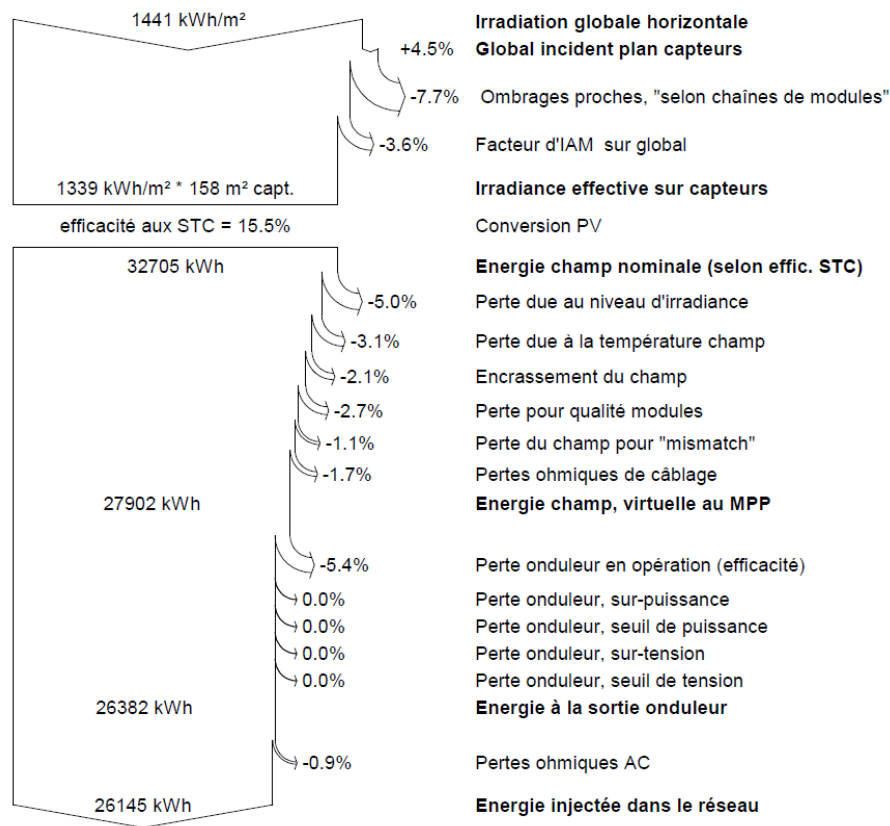 1441 kWh/m² Irradiation globale horizontale
+4.5% Global incident plan capteurs
-7.7% Ombrages proches, "selon chaînes de modules"
-3.6% Facteur d'IAM sur global
1339 kWh/m² * 158 m² capt. Irradiance effective sur capteurs
efficacité aux STC = 15.5% Conversion PV
32705 kWh Energie champ nominale (selon effic. STC)
-5.0% Perte due au niveau d'irradiance
-3.1% Perte due à la température champ
-2.1% Encrassement du champ
-2.7% Perte pour qualité modules
-1.1% Perte du champ pour "mismatch"
-1.7% Pertes ohmiques de câblage
27902 kWh Energie champ, virtuelle au MPP
-5.4% Perte onduleur en opération (efficacité)
0.0% Perte onduleur, sur-puissance
0.0% Perte onduleur, seuil de puissance
0.0% Perte onduleur, sur-tension
0.0% Perte onduleur, seuil de tension
26382 kWh Energie à la sortie onduleur
-0.9% Pertes ohmiques AC
26145 kWh Energie injectée dans le réseau